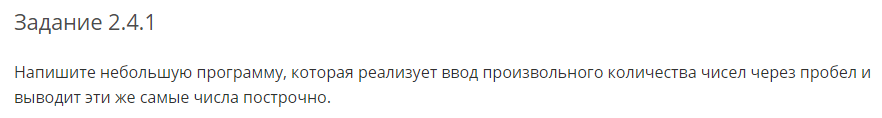 Задание 2.4.1
Напишите небольшую программу, которая реализует ввод произвольного количества чисел через пробел и
выводит эти же самые числа построчно.